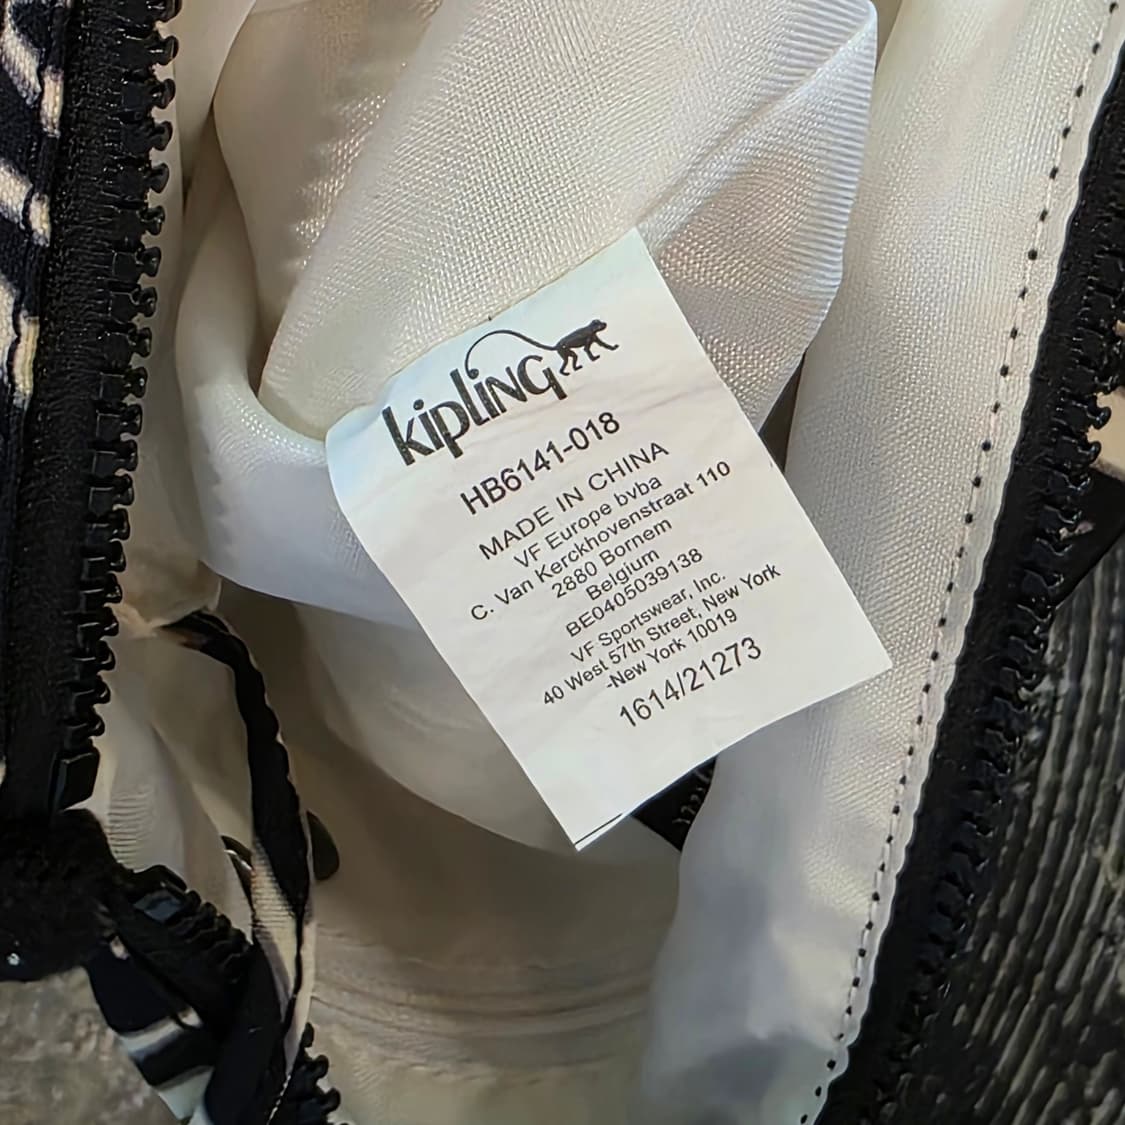 kipling
HB6141-018
MADE IN CHINA
VF Europe bvba
C. Van Kerckhovenstraat 110
2880 Bornem
Belgium
BE0405039138
VF Sportswear, Inc.
40 West 57th Street, New York
-New York 10019
1614/21273